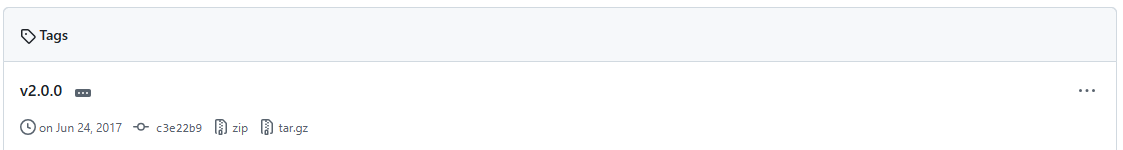 Tags
v2.0.0
on Jun 24, 2017 c3e22b9 zip tar.gz